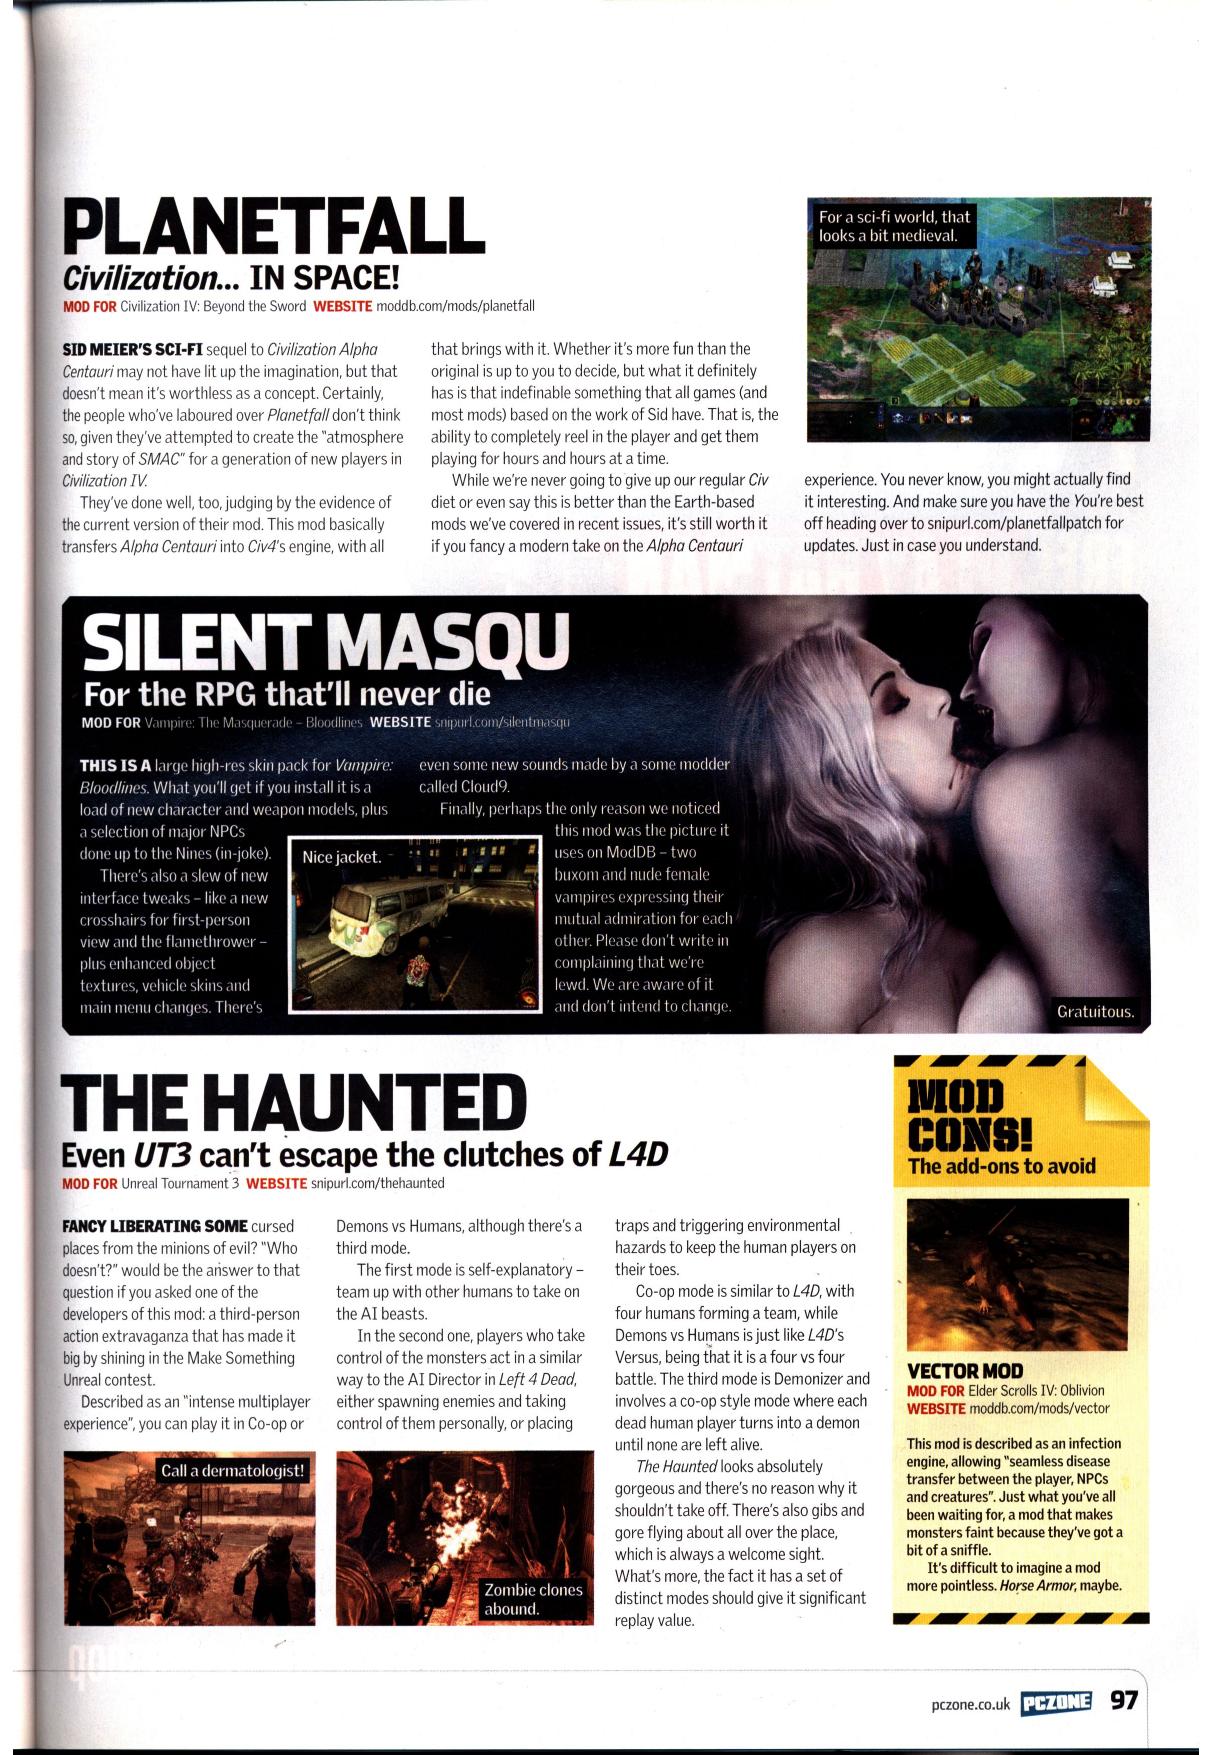 PLANETFALL
Civilization... IN SPACE!
MOD FOR Civilization IV: Beyond the Sword WEBSITE moddb.com/mods/planetfall
SID MEIER'S SCI-FI sequel to Civilization Alpha
Centauri may not have lit up the imagination, but that
doesn't mean it's worthless as a concept. Certainly,
the people who've laboured over Planetfall don't think
so, given they've attempted to create the "atmosphere
and story of SMAC" for a generation of new players in
Civilization IV.
They've done well, too, judging by the evidence of
the current version of their mod. This mod basically
transfers Alpha Centauri into Civ4's engine, with all
that brings with it. Whether it's more fun than the
original is up to you to decide, but what it definitely
has is that indefinable something that all games (and
most mods) based on the work of Sid have. That is, the
ability to completely reel in the player and get them
playing for hours and hours at a time.
While we're never going to give up our regular Civ
diet or even say this is better than the Earth-based
mods we've covered in recent issues, it's still worth it
if you fancy a modern take on the Alpha Centauri
For a sci-fi world, that
looks a bit medieval.
experience. You never know, you might actually find
it interesting. And make sure you have the You're best
off heading over to snipurl.com/planetfallpatch for
updates. Just in case you understand.
SILENT MASQU
For the RPG that'll never die
MOD FOR Vampire: The Masquerade – Bloodlines WEBSITE snipurl.com/silentmasqu
THIS IS A large high-res skin pack for Vampire:
Bloodlines. What you'll get if you install it is a
load of new character and weapon models, plus
a selection of major NPCs
done up to the Nines (in-joke).
There's also a slew of new
interface tweaks – like a new
crosshairs for first-person
view and the flamethrower –
plus enhanced object
textures, vehicle skins and
main menu changes. There's
Nice jacket.
even some new sounds made by a some modder
called Cloud9.
Finally, perhaps the only reason we noticed
this mod was the picture it
uses on ModDB – two
buxom and nude female
vampires expressing their
mutual admiration for each
other. Please don't write in
complaining that we're
lewd. We are aware of it
and don't intend to change.
Gratuitous.
THE HAUNTED
Even UT3 can't escape the clutches of L4D
MOD FOR Unreal Tournament 3 WEBSITE snipurl.com/thehaunted
FANCY LIBERATING SOME cursed
places from the minions of evil? "Who
doesn't?" would be the answer to that
question if you asked one of the
developers of this mod: a third-person
action extravaganza that has made it
big by shining in the Make Something
Unreal contest.
Described as an "intense multiplayer
experience", you can play it in Co-op or
Demons vs Humans, although there's a
third mode.
The first mode is self-explanatory –
team up with other humans to take on
the AI beasts.
In the second one, players who take
control of the monsters act in a similar
way to the AI Director in Left 4 Dead,
either spawning enemies and taking
control of them personally, or placing
Call a dermatologist!
Zombie clones
abound.
traps and triggering environmental
hazards to keep the human players on
their toes.
Co-op mode is similar to L4D, with
four humans forming a team, while
Demons vs Humans is just like L4D's
Versus, being that it is a four vs four
battle. The third mode is Demonizer and
involves a co-op style mode where each
dead human player turns into a demon
until none are left alive.
The Haunted looks absolutely
gorgeous and there's no reason why it
shouldn't take off. There's also gibs and
gore flying about all over the place,
which is always a welcome sight.
What's more, the fact it has a set of
distinct modes should give it significant
replay value.
MOD
CONS!
The add-ons to avoid
VECTOR MOD
MOD FOR Elder Scrolls IV: Oblivion
WEBSITE moddb.com/mods/vector
This mod is described as an infection
engine, allowing "seamless disease
transfer between the player, NPCs
and creatures". Just what you've all
been waiting for, a mod that makes
monsters faint because they've got a
bit of a sniffle.
It's difficult to imagine a mod
more pointless. Horse Armor, maybe.
pczone.co.uk PCZONE 97